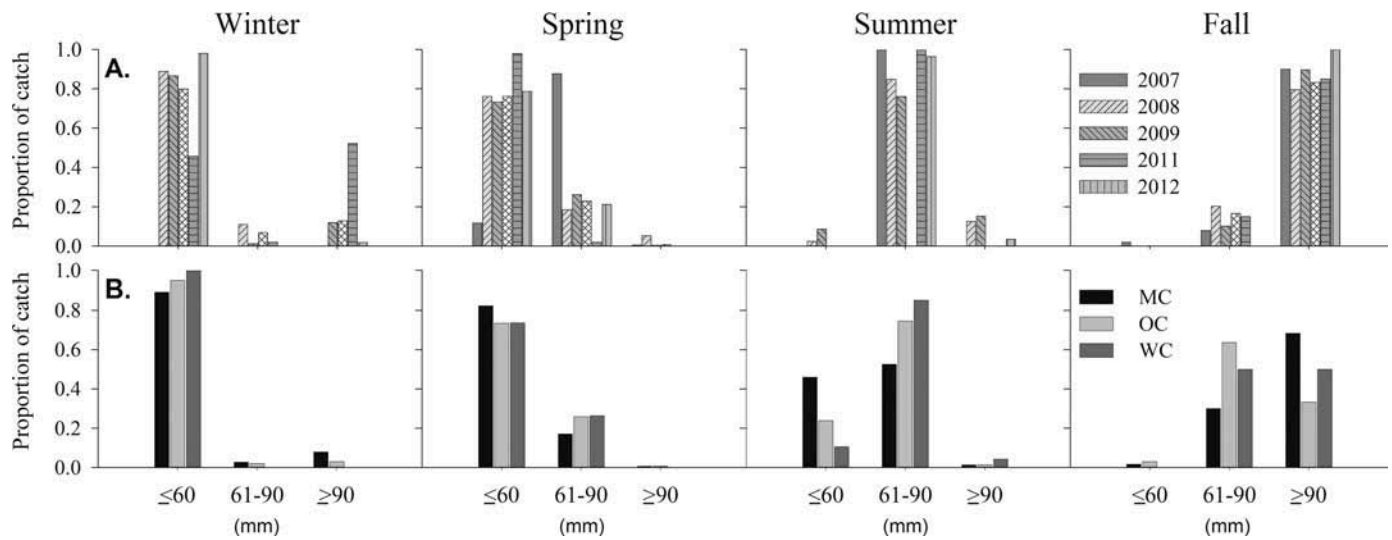 Winter Spring Summer Fall
A.
Proportion of catch
1.0
0.8
0.6
0.4
0.2
0.0
2007
2008
2009
2011
2012
B.
Proportion of catch
1.0
0.8
0.6
0.4
0.2
0.0
MC
OC
WC
≤60 61-90 ≥90 ≤60 61-90 ≥90 ≤60 61-90 ≥90 ≤60 61-90 ≥90
(mm) (mm) (mm) (mm)